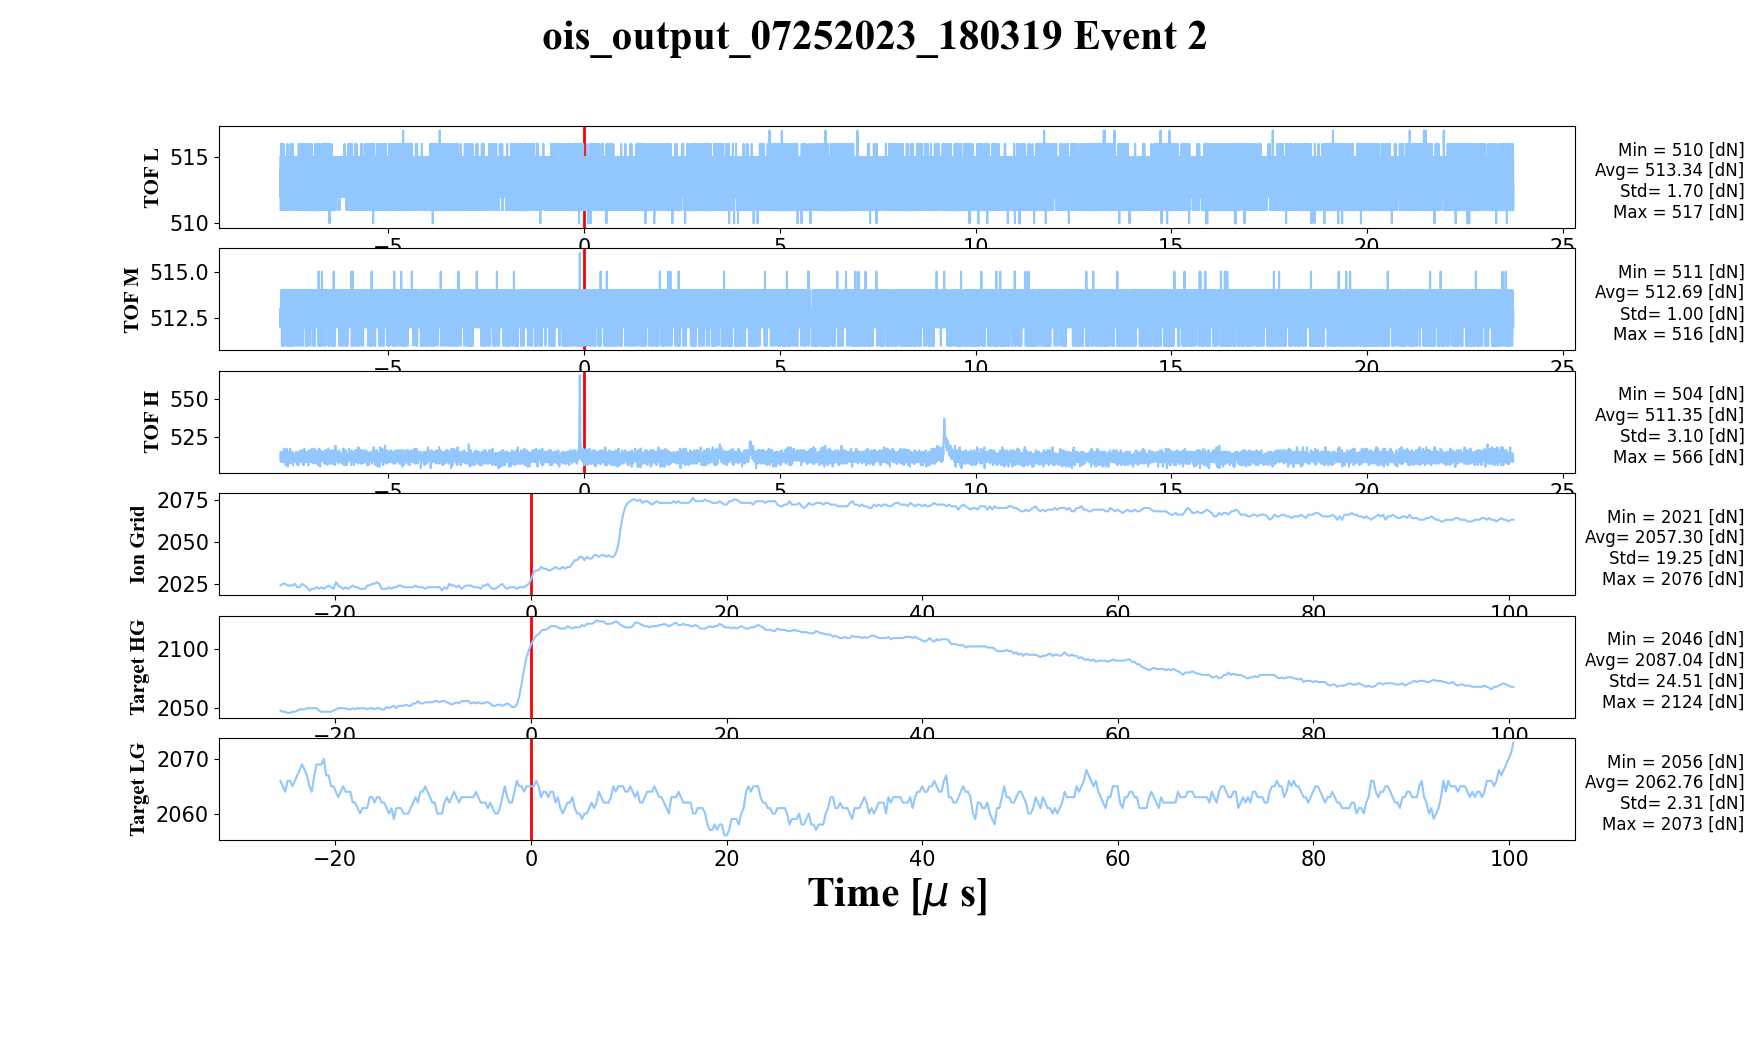 ois_output_07252023_180319 Event 2
TOF L
515
510
Min = 510 [dN]
Avg= 513.34 [dN]
Std= 1.70 [dN]
Max = 517 [dN]
−5 0 5 10 15 20 25
TOF M
515.0
512.5
Min = 511 [dN]
Avg= 512.69 [dN]
Std= 1.00 [dN]
Max = 516 [dN]
−5 0 5 10 15 20 25
TOF H
550
525
Min = 504 [dN]
Avg= 511.35 [dN]
Std= 3.10 [dN]
Max = 566 [dN]
−5 0 5 10 15 20 25
Ion Grid
2075
2050
2025
Min = 2021 [dN]
Avg= 2057.30 [dN]
Std= 19.25 [dN]
Max = 2076 [dN]
−20 0 20 40 60 80 100
Target HG
2100
2050
Min = 2046 [dN]
Avg= 2087.04 [dN]
Std= 24.51 [dN]
Max = 2124 [dN]
−20 0 20 40 60 80 100
Target LG
2070
2060
Min = 2056 [dN]
Avg= 2062.76 [dN]
Std= 2.31 [dN]
Max = 2073 [dN]
−20 0 20 40 60 80 100
Time [μ s]